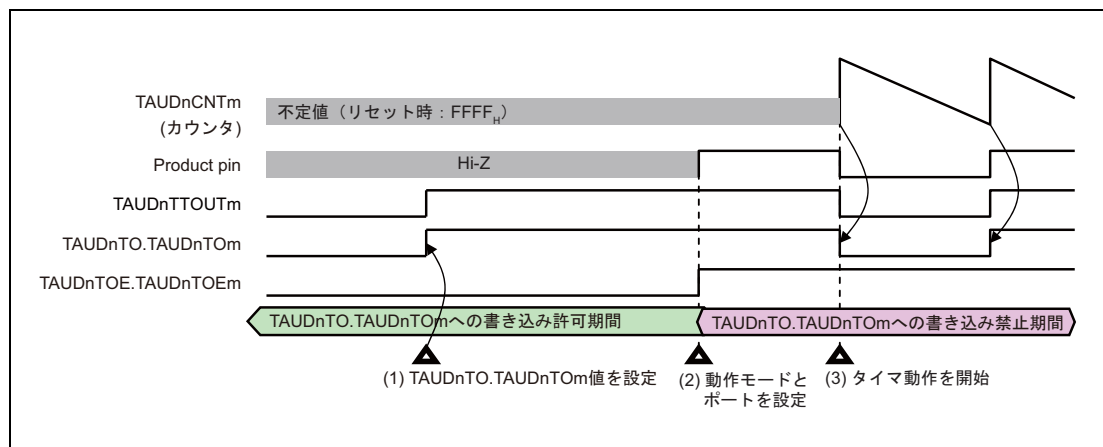 TAUDnCNTm
(カウンタ)
不定値（リセット時：FFFFH）
Product pin
Hi-Z
TAUDnTTOUTm
TAUDnTO.TAUDnTOm
TAUDnTOE.TAUDnTOEm
TAUDnTO.TAUDnTOmへの書き込み許可期間
TAUDnTO.TAUDnTOmへの書き込み禁止期間
(1) TAUDnTO.TAUDnTOm値を設定
(2) 動作モードと
ポートを設定
(3) タイマ動作を開始